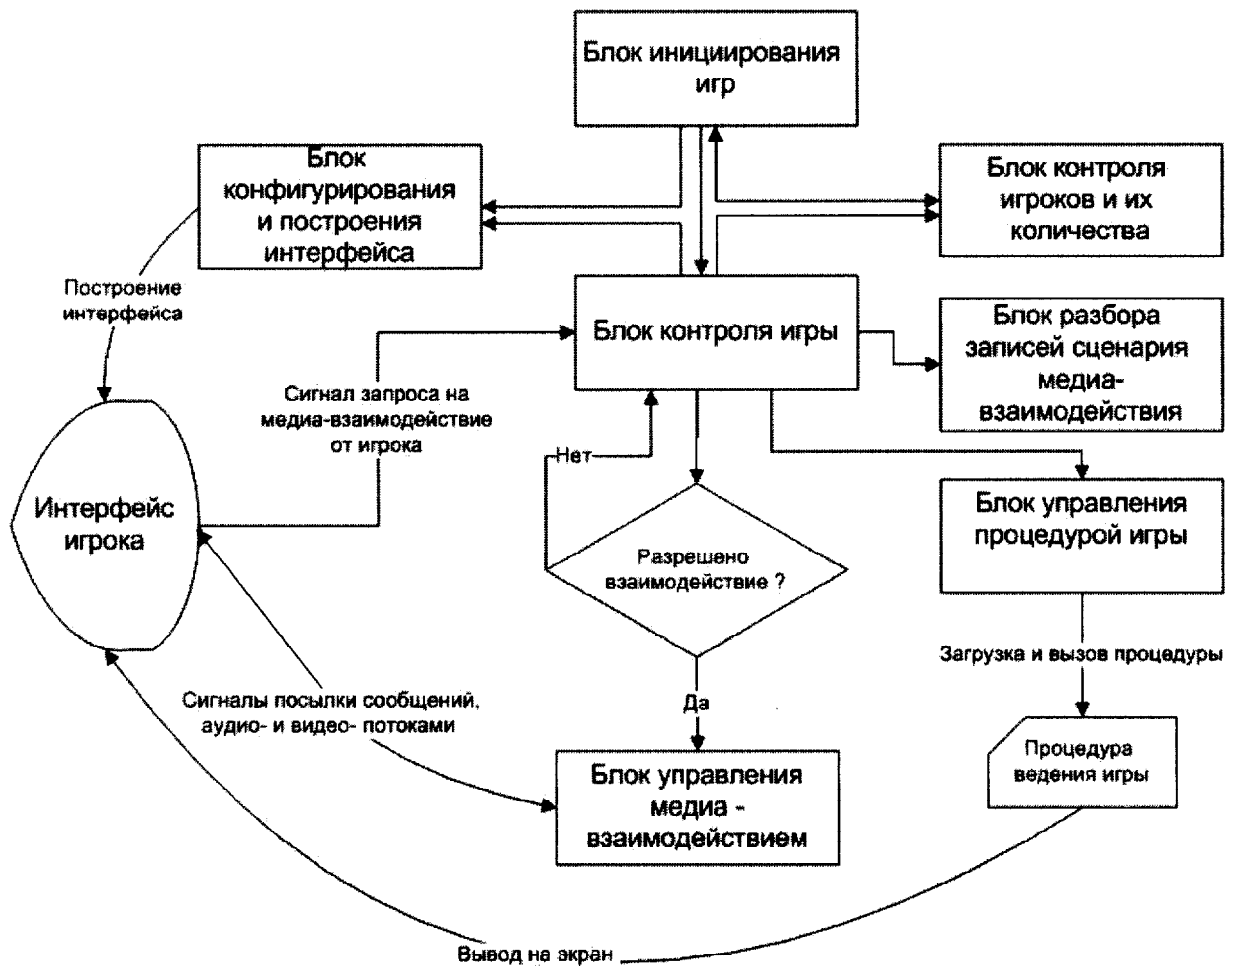 Блок инициирования
игр
Блок
конфигурирования
и построения
интерфейса
Блок контроля
игроков и их
количества
Построение
интерфейса
Блок контроля игры
Блок разбора
записей сценария
медиа-
взаимодействия
Сигнал запроса на
медиа-взаимодействие
от игрока
Нет
Интерфейс
игрока
Блок управления
процедурой игры
Разрешено
взаимодействие ?
Загрузка и вызов процедуры
Сигналы посылки сообщений,
аудио- и видео- потоками
Да
Процедура
ведения игры
Блок управления
медиа -
взаимодействием
Вывод на экран